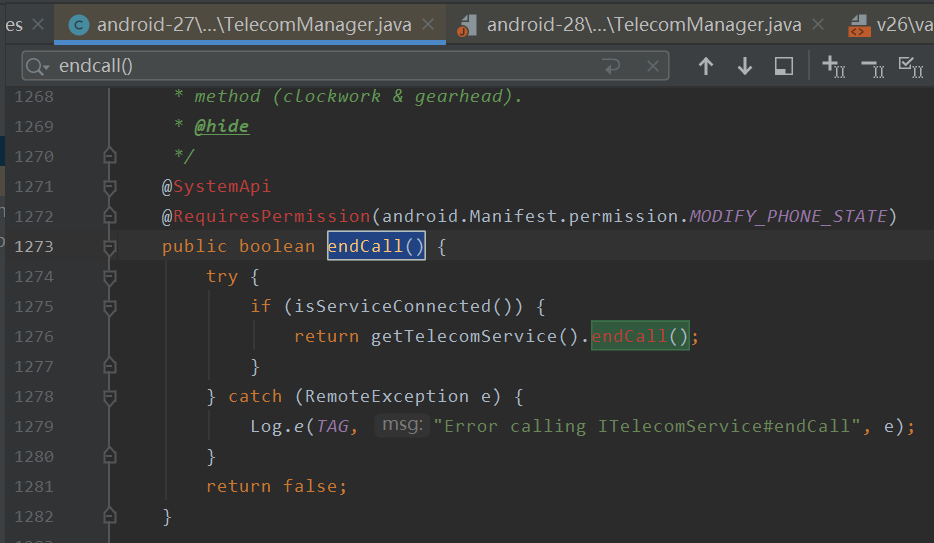 es × android-27\...\TelecomManager.java × android-28\...\TelecomManager.java × v26\va
endcall()
1268 * method (clockwork & gearhead).
1269 * @hide
1270 */
1271 @SystemApi
1272 @RequiresPermission(android.Manifest.permission.MODIFY_PHONE_STATE)
1273 public boolean endCall() {
1274 try {
1275 if (isServiceConnected()) {
1276 return getTelecomService().endCall();
1277 }
1278 } catch (RemoteException e) {
1279 Log.e(TAG, msg: "Error calling ITelecomService#endCall", e);
1280 }
1281 return false;
1282 }